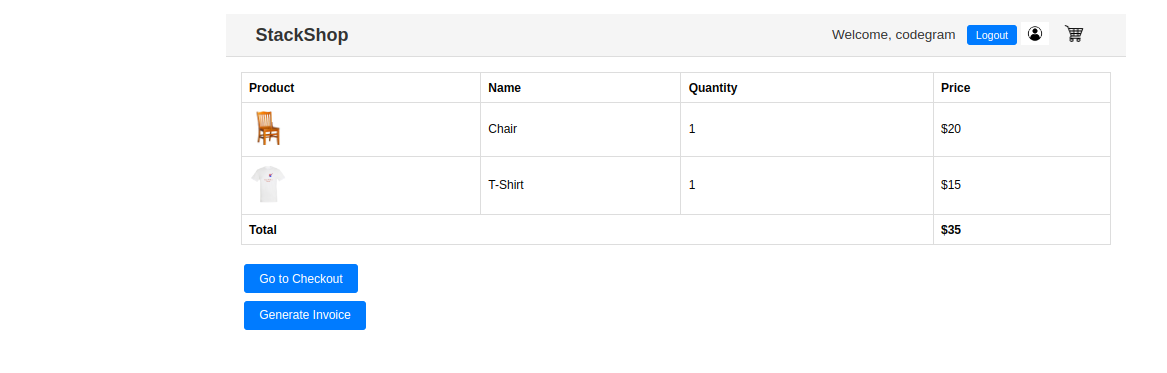 StackShop
Welcome, codegram Logout
Product Name Quantity Price
Chair 1 $20
T-Shirt 1 $15
Total $35
Go to Checkout
Generate Invoice